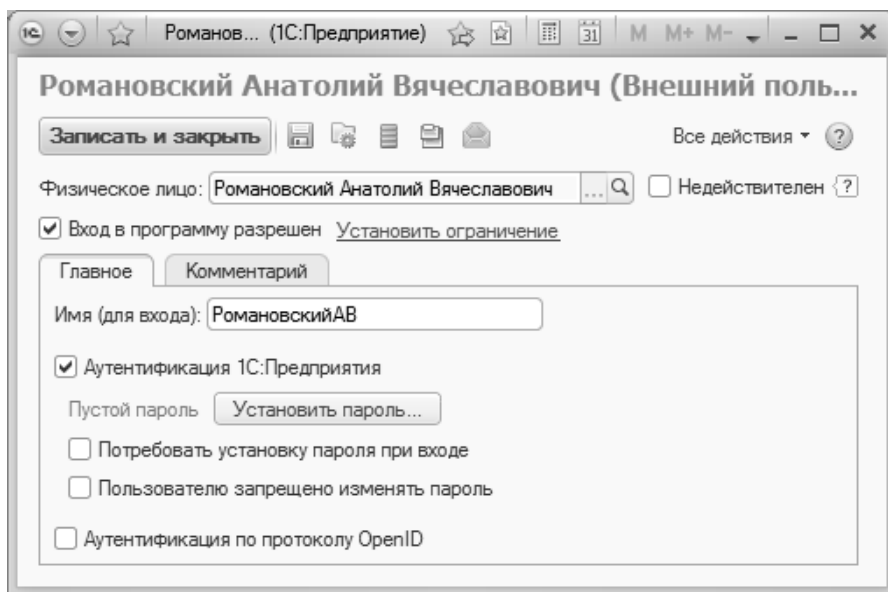 Романов... (1С:Предприятие) 31 M M+ M-
Романовский Анатолий Вячеславович (Внешний поль...
Записать и закрыть Все действия ?
Физическое лицо: Романовский Анатолий Вячеславович ... Недействителен ?
Вход в программу разрешен Установить ограничение
Главное Комментарий
Имя (для входа): РомановскийАВ
Аутентификация 1С:Предприятия
Пустой пароль Установить пароль...
Потребовать установку пароля при входе
Пользователю запрещено изменять пароль
Аутентификация по протоколу OpenID